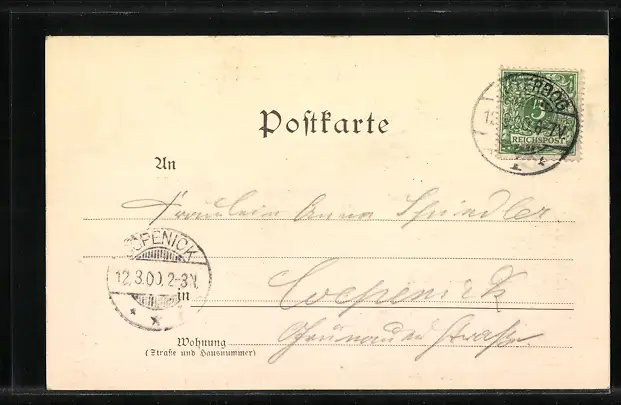 Postkarte
5
REICHSPOST
An
Fräulein Anna Spindler
COEPENICK
12.3.00. 2-3N.
in Coepenick
Grünauer Straße
Wohnung
(Straße und Hausnummer)